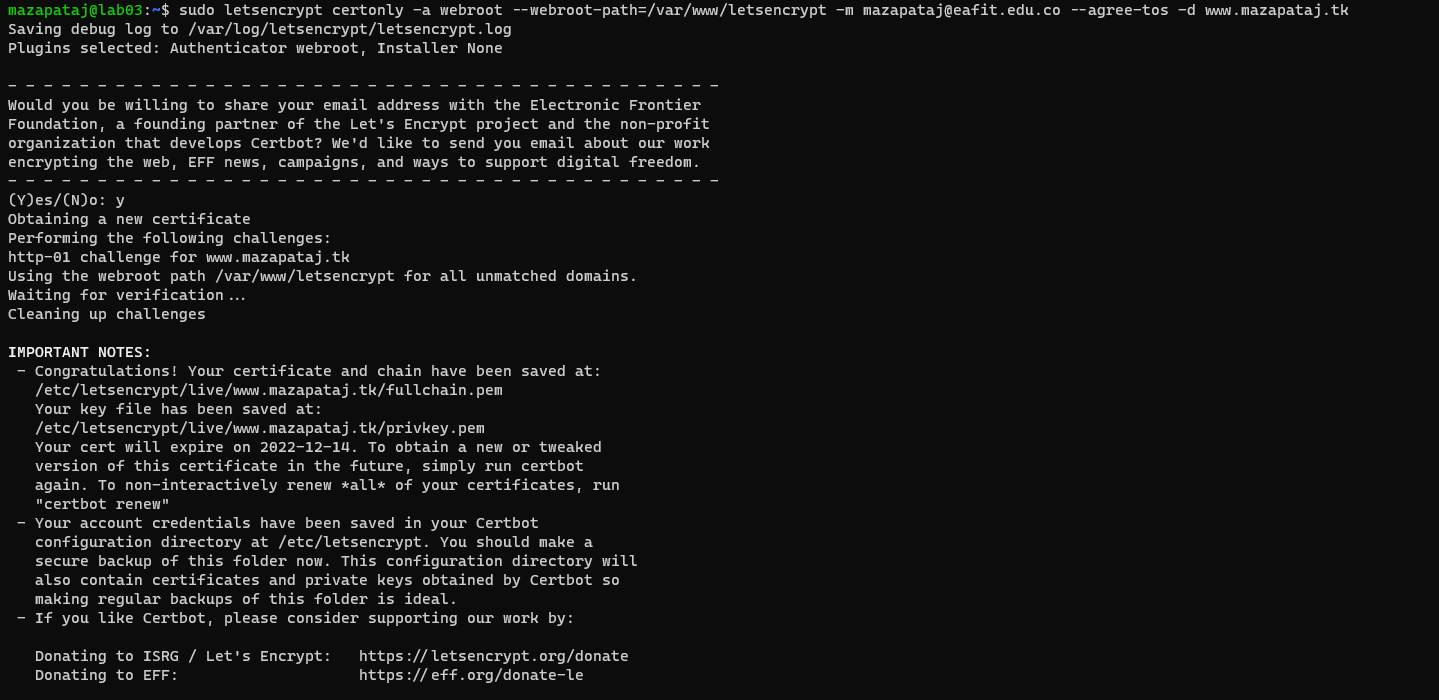 mazapataj@lab03:~$ sudo letsencrypt certonly -a webroot --webroot-path=/var/www/letsencrypt -m mazapataj@eafit.edu.co --agree-tos -d www.mazapataj.tk
Saving debug log to /var/log/letsencrypt/letsencrypt.log
Plugins selected: Authenticator webroot, Installer None
- - - - - - - - - - - - - - - - - - - - - - - - - - - - - - - - - - - - - - - -
Would you be willing to share your email address with the Electronic Frontier
Foundation, a founding partner of the Let's Encrypt project and the non-profit
organization that develops Certbot? We'd like to send you email about our work
encrypting the web, EFF news, campaigns, and ways to support digital freedom.
- - - - - - - - - - - - - - - - - - - - - - - - - - - - - - - - - - - - - - - -
(Y)es/(N)o: y
Obtaining a new certificate
Performing the following challenges:
http-01 challenge for www.mazapataj.tk
Using the webroot path /var/www/letsencrypt for all unmatched domains.
Waiting for verification...
Cleaning up challenges
IMPORTANT NOTES:
- Congratulations! Your certificate and chain have been saved at:
/etc/letsencrypt/live/www.mazapataj.tk/fullchain.pem
Your key file has been saved at:
/etc/letsencrypt/live/www.mazapataj.tk/privkey.pem
Your cert will expire on 2022-12-14. To obtain a new or tweaked
version of this certificate in the future, simply run certbot
again. To non-interactively renew *all* of your certificates, run
"certbot renew"
- Your account credentials have been saved in your Certbot
configuration directory at /etc/letsencrypt. You should make a
secure backup of this folder now. This configuration directory will
also contain certificates and private keys obtained by Certbot so
making regular backups of this folder is ideal.
- If you like Certbot, please consider supporting our work by:
Donating to ISRG / Let's Encrypt: https://letsencrypt.org/donate
Donating to EFF: https://eff.org/donate-le